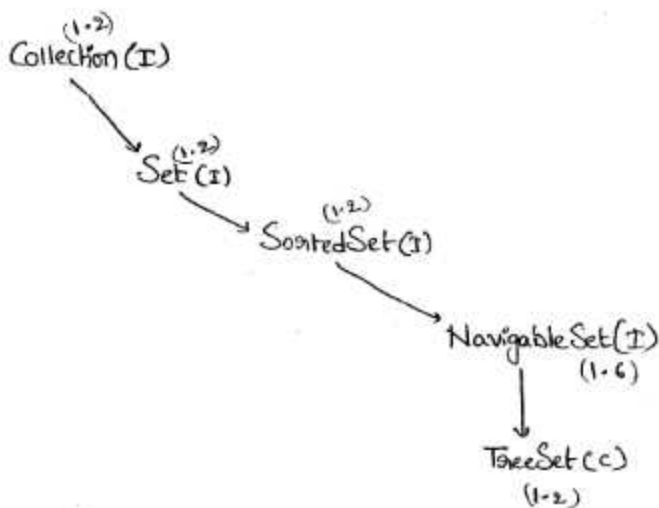 (1.2)
Collection (I)
(1.2)
Set (I)
(1.2)
SortedSet (I)
NavigableSet (I)
(1.6)
TreeSet (C)
(1.2)